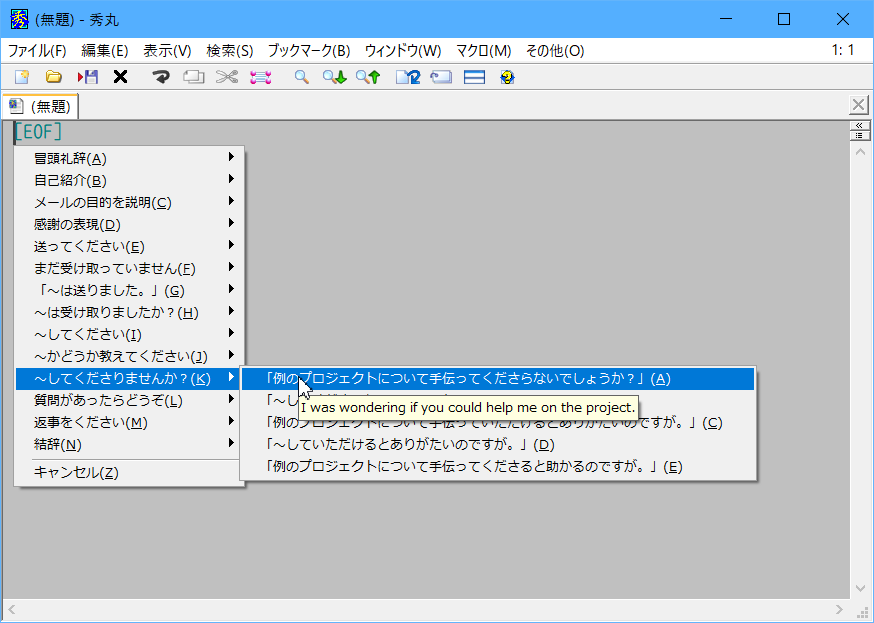 (無題) - 秀丸
ファイル(F) 編集(E) 表示(V) 検索(S) ブックマーク(B) ウィンドウ(W) マクロ(M) その他(O) 1: 1
(無題)
[EOF]
冒頭礼辞(A)
自己紹介(B)
メールの目的を説明(C)
感謝の表現(D)
送ってください(E)
まだ受け取っていません(F)
「～は送りました。」(G)
～は受け取りましたか？(H)
～してください(I)
～かどうか教えてください(J)
～してくださりませんか？(K)
質問があったらどうぞ(L)
返事をください(M)
結辞(N)
キャンセル(Z)
「例のプロジェクトについて手伝ってくださらないでしょうか？」(A)
「～し
I was wondering if you could help me on the project.
「例のプロジェクトについて手伝っていただけるとありがたいのですが。」(C)
「～していただけるとありがたいのですが。」(D)
「例のプロジェクトについて手伝ってくださると助かるのですが。」(E)